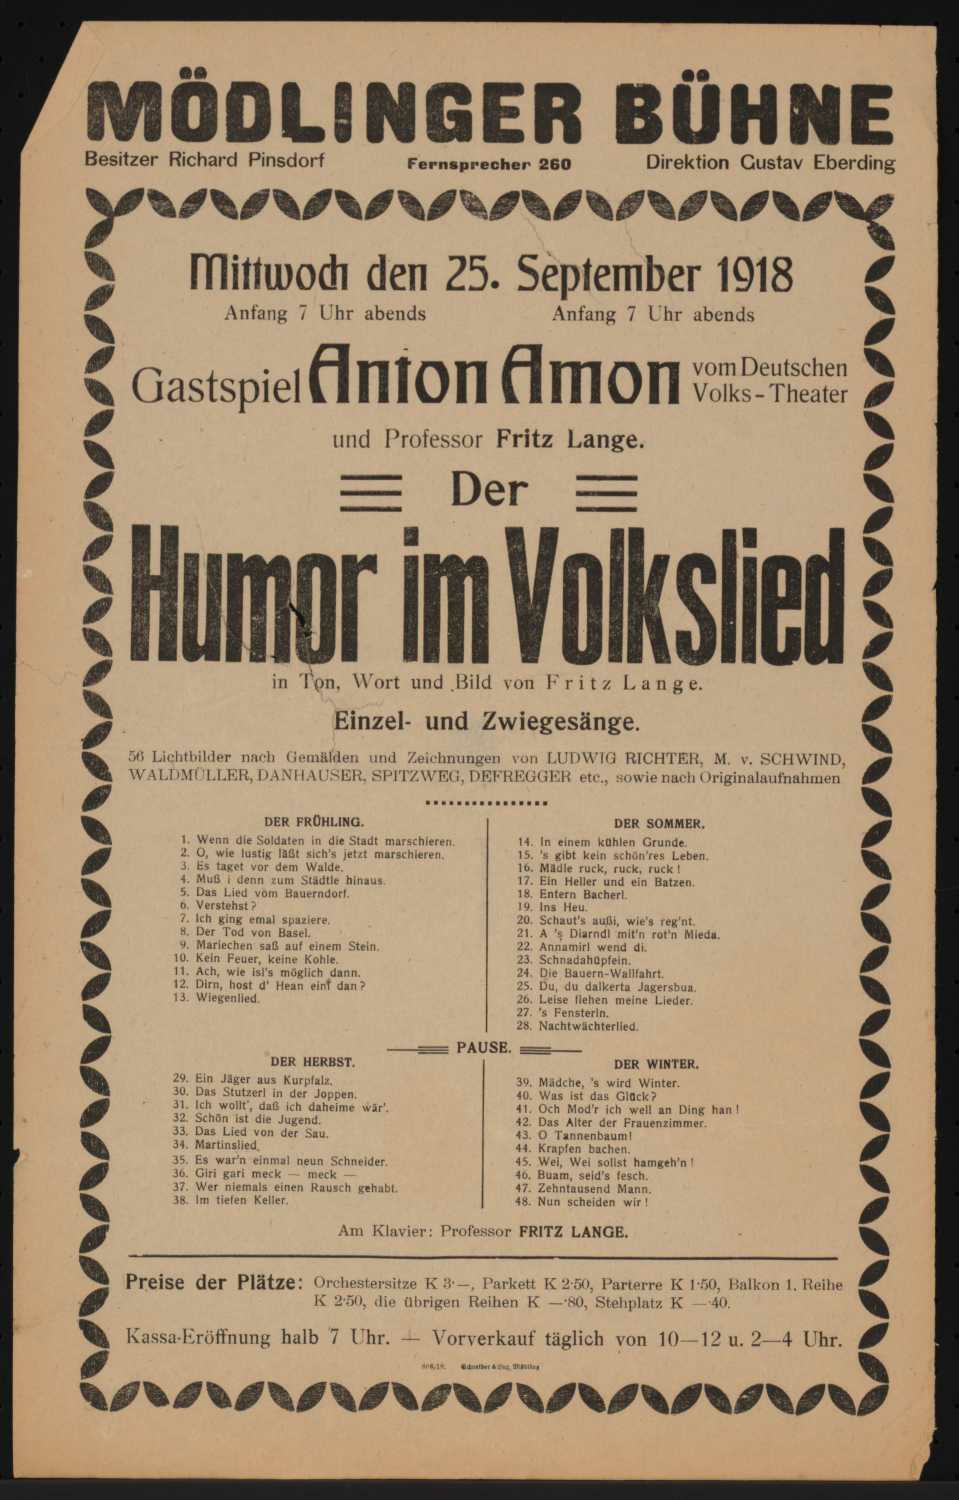 MÖDLINGER BÜHNE
Besitzer Richard Pinsdorf Fernsprecher 260 Direktion Gustav Eberding
Mittwoch den 25. September 1918
Anfang 7 Uhr abends Anfang 7 Uhr abends
Gastspiel Anton Amon vom Deutschen
Volks-Theater
und Professor Fritz Lange.
Der
Humor im Volkslied
in Ton, Wort und Bild von Fritz Lange.
Einzel- und Zwiegesänge.
56 Lichtbilder nach Gemälden und Zeichnungen von LUDWIG RICHTER, M. v. SCHWIND,
WALDMÜLLER, DANHAUSER, SPITZWEG, DEFREGGER etc., sowie nach Originalaufnahmen
DER FRÜHLING.
1. Wenn die Soldaten in die Stadt marschieren.
2. O, wie lustig läßt sich's jetzt marschieren.
3. Es taget vor dem Walde.
4. Muß i denn zum Städtle hinaus.
5. Das Lied vom Bauerndorf.
6. Verstehst?
7. Ich ging emal spaziere.
8. Der Tod von Basel.
9. Mariechen saß auf einem Stein.
10. Kein Feuer, keine Kohle.
11. Ach, wie isi's möglich dann.
12. Dirn, host d' Hean eint dan?
13. Wiegenlied.
DER SOMMER.
14. In einem kühlen Grunde.
15. 's gibt kein schön'res Leben.
16. Mädle ruck, ruck, ruck!
17. Ein Heller und ein Batzen.
18. Entern Bacherl.
19. Ins Heu.
20. Schaut's außi, wie's reg'nt.
21. A 's Diarndl mit'n rot'n Mieda.
22. Annamirl wend di.
23. Schnadahüpfein.
24. Die Bauern-Wallfahrt.
25. Du, du dalkerta Jagersbua.
26. Leise flehen meine Lieder.
27. 's Fensterln.
28. Nachtwächterlied.
PAUSE.
DER HERBST.
29. Ein Jäger aus Kurpfalz.
30. Das Stutzerl in der Joppen.
31. Ich wollt', daß ich daheime wär'.
32. Schön ist die Jugend.
33. Das Lied von der Sau.
34. Martinslied.
35. Es war'n einmal neun Schneider.
36. Giri gari meck — meck —
37. Wer niemals einen Rausch gehabt.
38. Im tiefen Keller.
DER WINTER.
39. Mädche, 's wird Winter.
40. Was ist das Glück?
41. Och Mod'r ich well an Ding han!
42. Das Alter der Frauenzimmer.
43. O Tannenbaum!
44. Krapfen bachen.
45. Wei, Wei sollst hamgeh'n!
46. Buam, seid's fesch.
47. Zehntausend Mann.
48. Nun scheiden wir!
Am Klavier: Professor FRITZ LANGE.
Preise der Plätze: Orchestersitze K 3·—, Parkett K 2·50, Parterre K 1·50, Balkon 1. Reihe
K 2·50, die übrigen Reihen K —·80, Stehplatz K —·40.
Kassa-Eröffnung halb 7 Uhr. — Vorverkauf täglich von 10—12 u. 2—4 Uhr.
Mödling